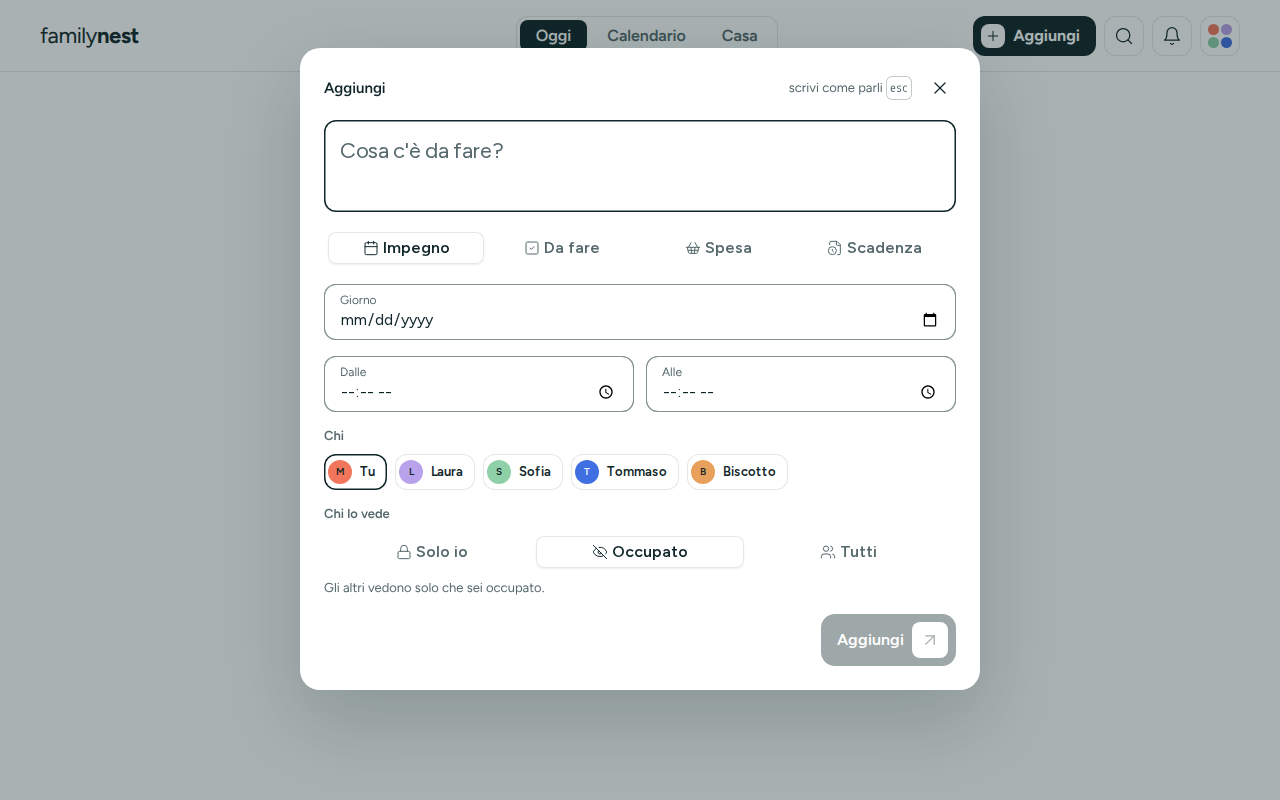 familynest
Oggi Calendario Casa
Aggiungi
Aggiungi
scrivi come parli esc
Cosa c'è da fare?
Impegno Da fare Spesa Scadenza
Giorno
mm/dd/yyyy
Dalle Alle
--:-- -- --:-- --
Chi
M Tu L Laura S Sofia T Tommaso B Biscotto
Chi lo vede
Solo io Occupato Tutti
Gli altri vedono solo che sei occupato.
Aggiungi